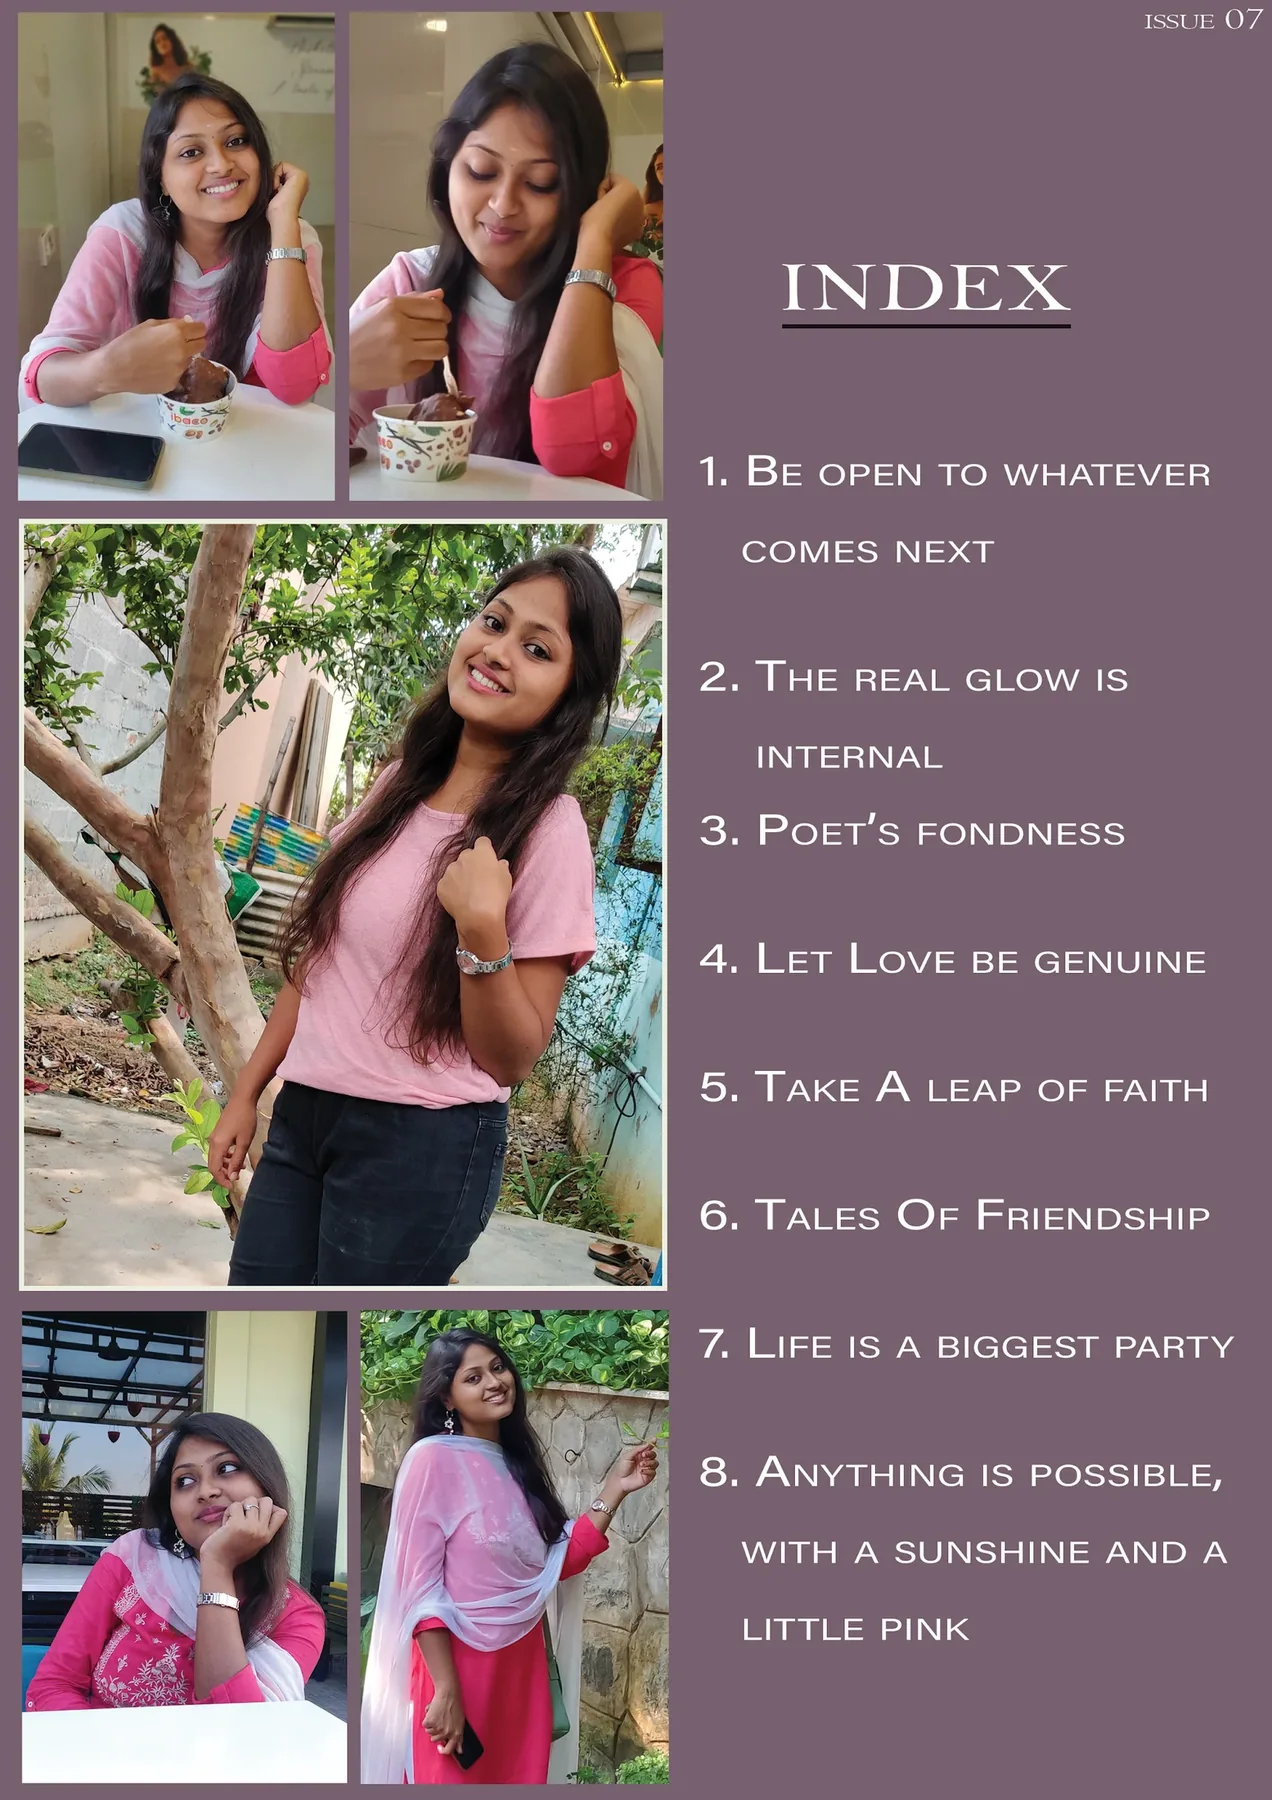 ISSUE 07
ibaco
INDEX
1. Be open to whatever
comes next
2. The real glow is
internal
3. Poet's fondness
4. Let Love be genuine
5. Take A leap of faith
6. Tales Of Friendship
7. Life is a biggest party
8. Anything is possible,
with a sunshine and a
little pink